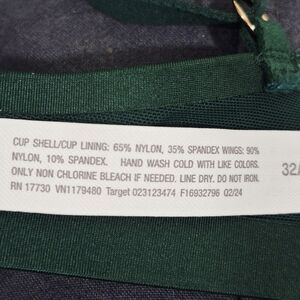 CUP SHELL/CUP LINING: 65% NYLON, 35% SPANDEX WINGS: 90%
NYLON, 10% SPANDEX. HAND WASH COLD WITH LIKE COLORS.
ONLY NON CHLORINE BLEACH IF NEEDED. LINE DRY. DO NOT IRON.
RN 17730 VN1179480 Target 023123474 F16932796 02/24
32A